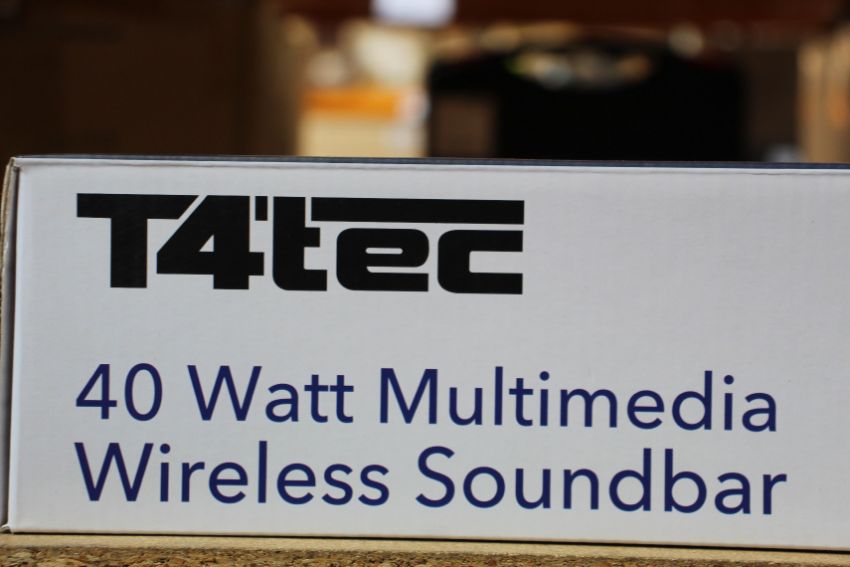 T4tec
40 Watt Multimedia
Wireless Soundbar